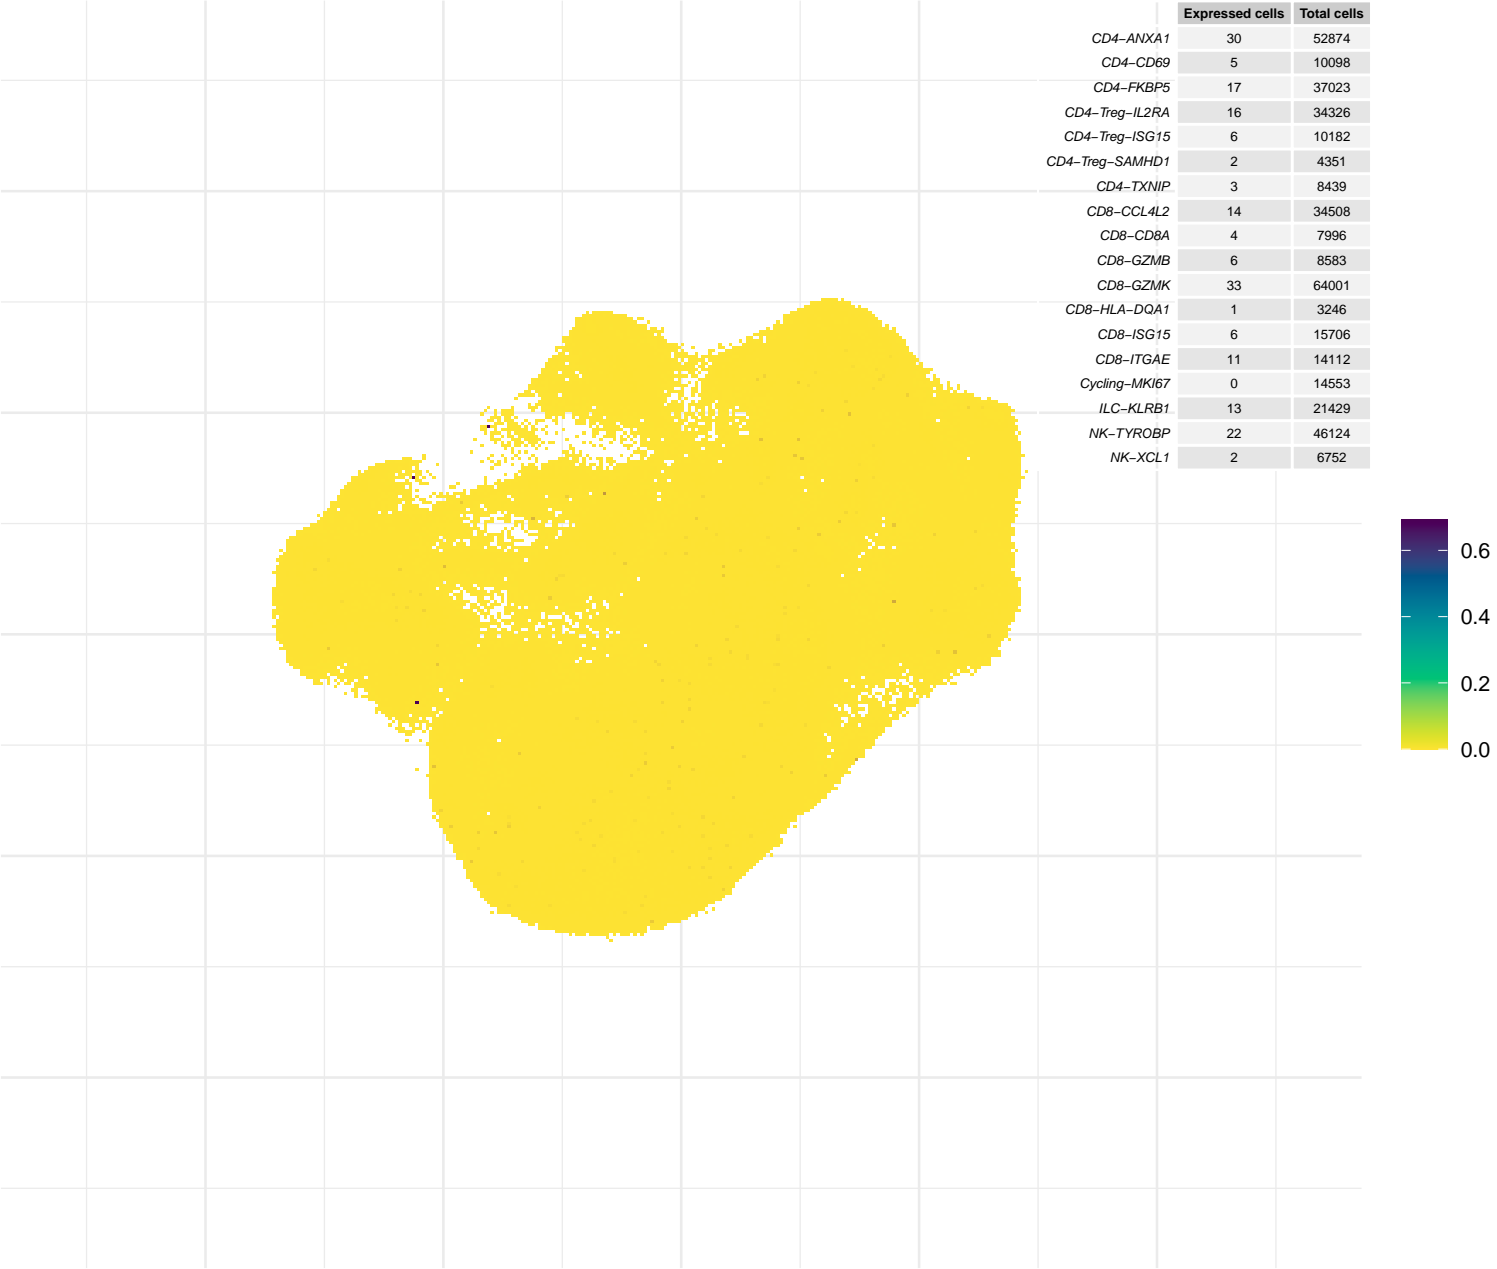 Expressed cells Total cells
CD4−ANXA1 30 52874
CD4−CD69 5 10098
CD4−FKBP5 17 37023
CD4−Treg−IL2RA 16 34326
CD4−Treg−ISG15 6 10182
CD4−Treg−SAMHD1 2 4351
CD4−TXNIP 3 8439
CD8−CCL4L2 14 34508
CD8−CD8A 4 7996
CD8−GZMB 6 8583
CD8−GZMK 33 64001
CD8−HLA−DQA1 1 3246
CD8−ISG15 6 15706
CD8−ITGAE 11 14112
Cycling−MKI67 0 14553
ILC−KLRB1 13 21429
NK−TYROBP 22 46124
NK−XCL1 2 6752
0.6
0.4
0.2
0.0